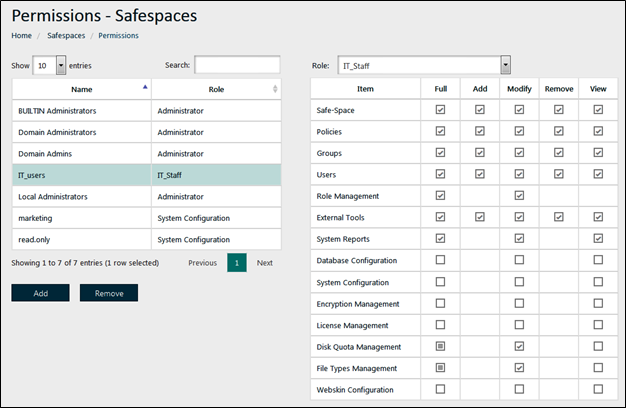 Permissions - Safespaces
Home / Safespaces / Permissions
Show 10 entries Search:
Name Role
BUILTIN Administrators Administrator
Domain Administrators Administrator
Domain Admins Administrator
IT_users IT_Staff
Local Administrators Administrator
marketing System Configuration
read.only System Configuration
Showing 1 to 7 of 7 entries (1 row selected) Previous 1 Next
Add Remove
Role: IT_Staff
Item Full Add Modify Remove View
Safe-Space
Policies
Groups
Users
Role Management
External Tools
System Reports
Database Configuration
System Configuration
Encryption Management
License Management
Disk Quota Management
File Types Management
Webskin Configuration